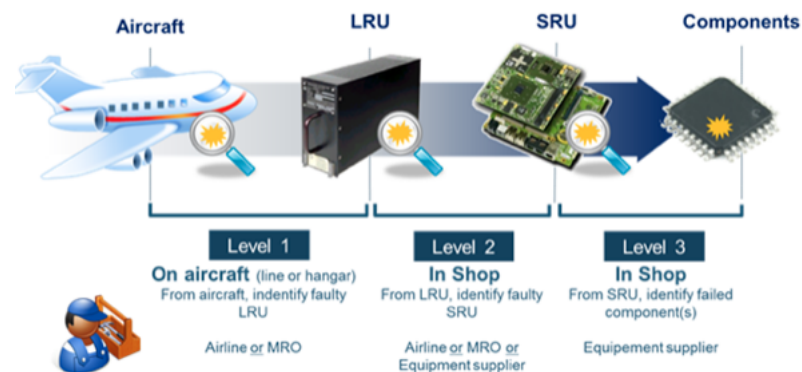 Aircraft
LRU
SRU
Components
Level 1
On aircraft (line or hangar)
From aircraft, indentify faulty
LRU
Airline or MRO
Level 2
In Shop
From LRU, identify faulty
SRU
Airline or MRO or
Equipment supplier
Level 3
In Shop
From SRU, identify failed
component(s)
Equipement supplier